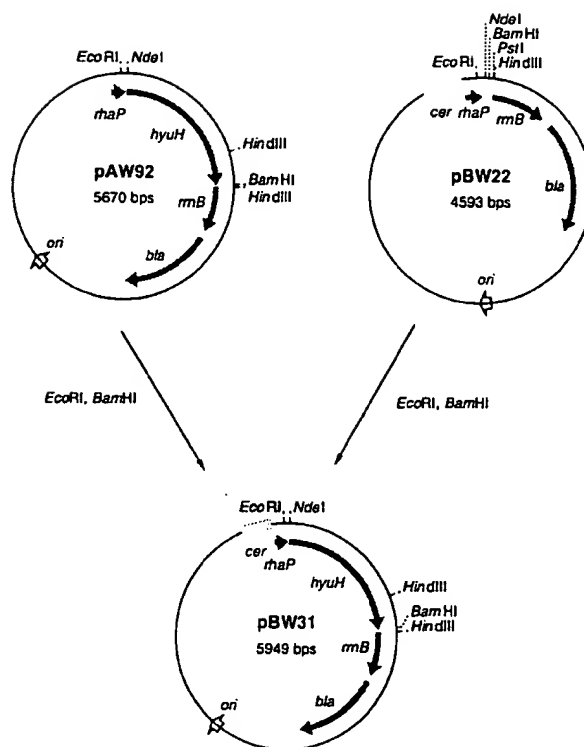 EcoRI NdeI
rhaP
hyuH
pAW92
5670 bps
HindIII
BamHI
HindIII
rrnB
bla
ori
NdeI
BamHI
PstI
HindIII
EcoRI
cer rhaP
rrnB
pBW22
4593 bps
bla
ori
EcoRI, BamHI
EcoRI, BamHI
EcoRI NdeI
cer
rhaP
hyuH
HindIII
pBW31
5949 bps
BamHI
HindIII
rrnB
bla
ori